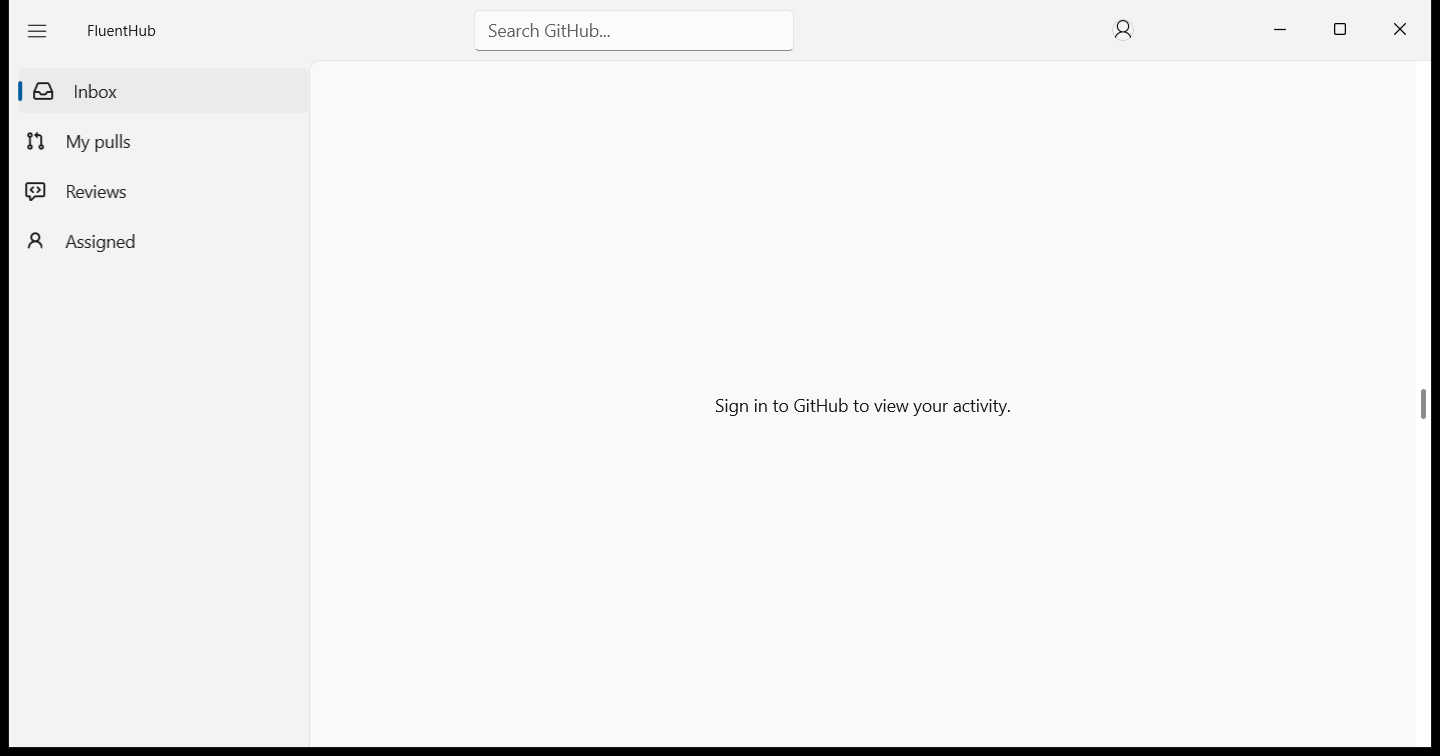 FluentHub
Search GitHub...
Inbox
My pulls
Reviews
Assigned
Sign in to GitHub to view your activity.